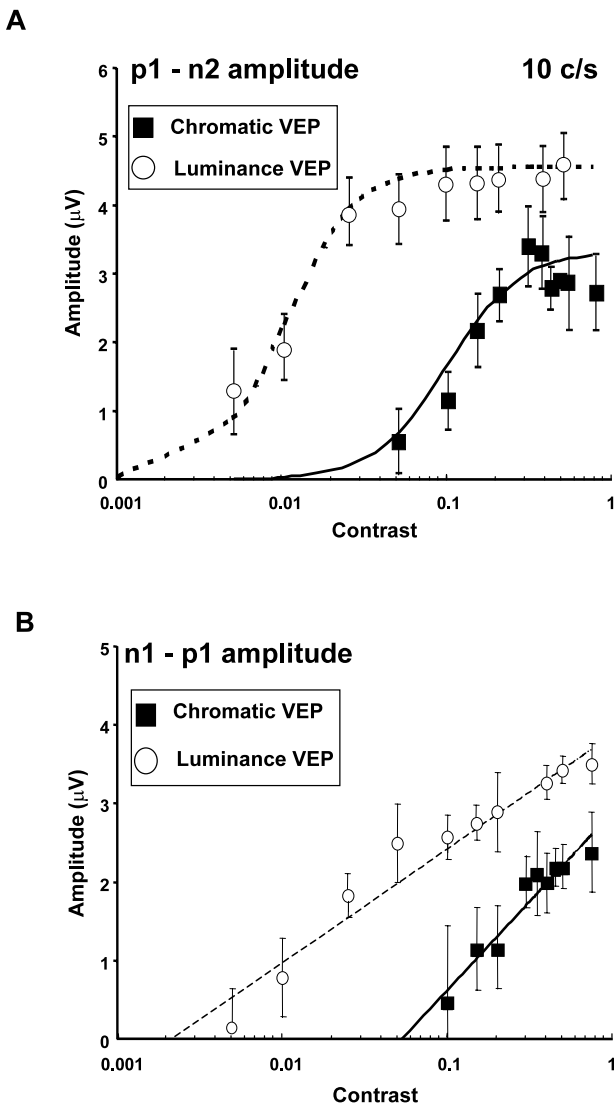 A
p1 - n2 amplitude 10 c/s
Chromatic VEP
Luminance VEP
Amplitude (μV)
6
5
4
3
2
1
0
0.001 0.01 0.1 1
Contrast
B
n1 - p1 amplitude
Chromatic VEP
Luminance VEP
Amplitude (μV)
5
4
3
2
1
0
0.001 0.01 0.1 1
Contrast